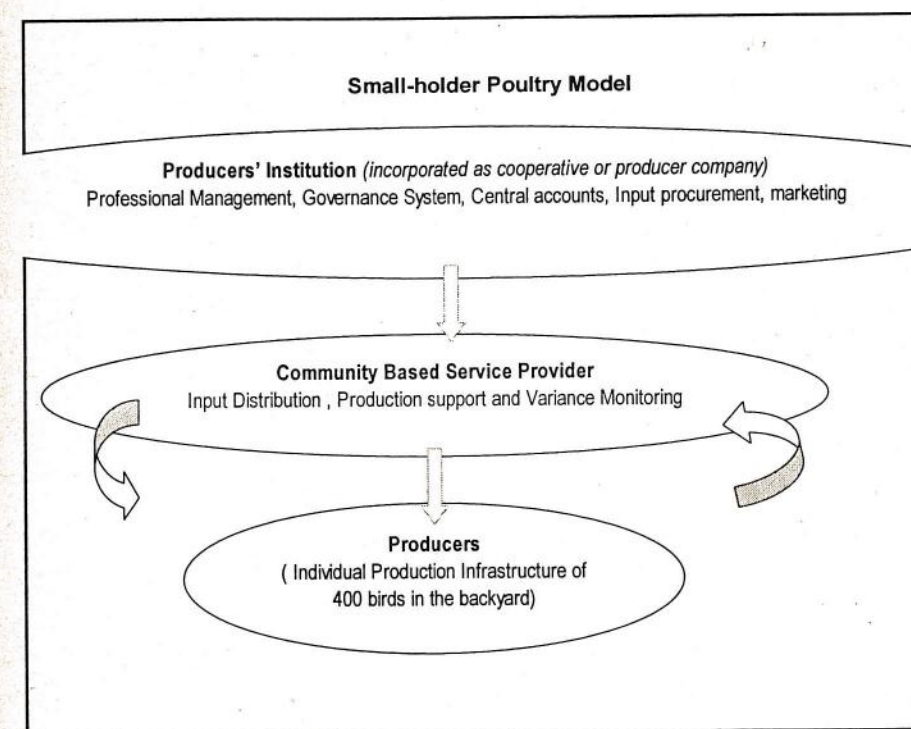 Small-holder Poultry Model
Producers' Institution (incorporated as cooperative or producer company)
Professional Management, Governance System, Central accounts, Input procurement, marketing
Community Based Service Provider
Input Distribution , Production support and Variance Monitoring
Producers
( Individual Production Infrastructure of
400 birds in the backyard)